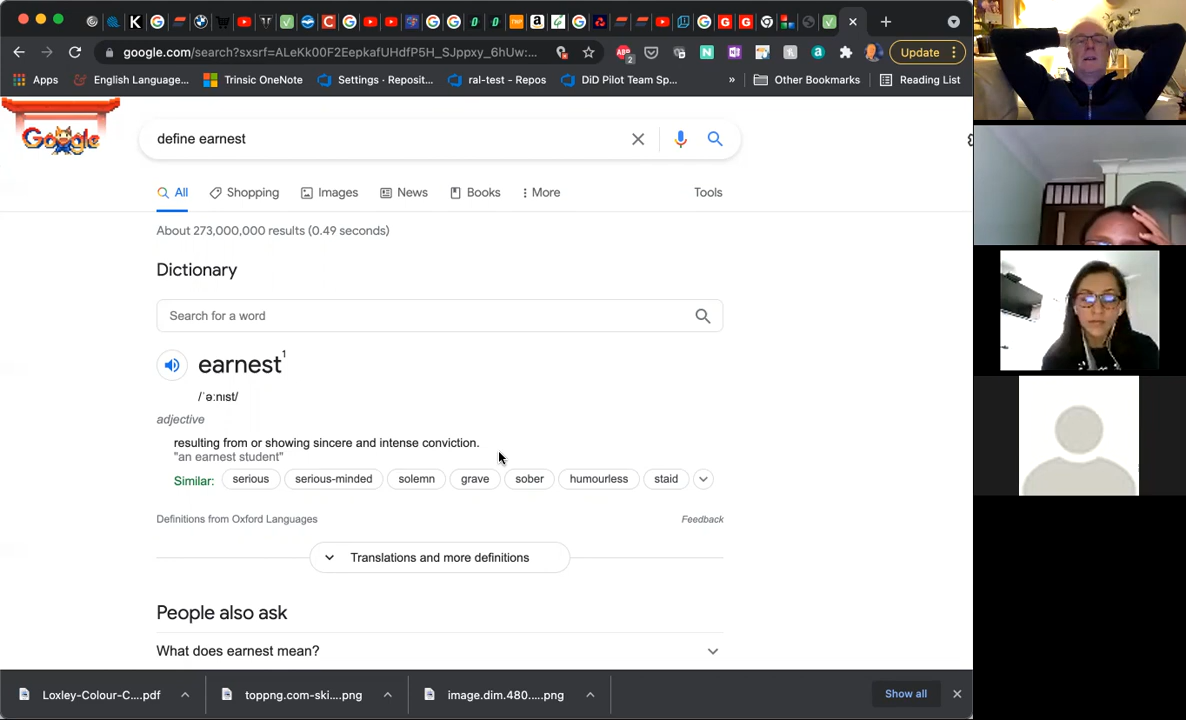 google.com/search?sxsrf=ALeKk00F2EepkafUHdfP5H_SJppxy_6hUw:...
2
Update
Apps English Language... Trinsic OneNote Settings - Reposit... ral-test - Repos DiD Pilot Team Sp... » Other Bookmarks Reading List
Google
define earnest
All Shopping Images News Books More Tools
About 273,000,000 results (0.49 seconds)
Dictionary
Search for a word
earnest1
/ˈəːnɪst/
adjective
resulting from or showing sincere and intense conviction.
"an earnest student"
Similar: serious serious-minded solemn grave sober humourless staid
Definitions from Oxford Languages Feedback
Translations and more definitions
People also ask
What does earnest mean?
Loxley-Colour-C....pdf toppng.com-ski....png image.dim.480.....png Show all